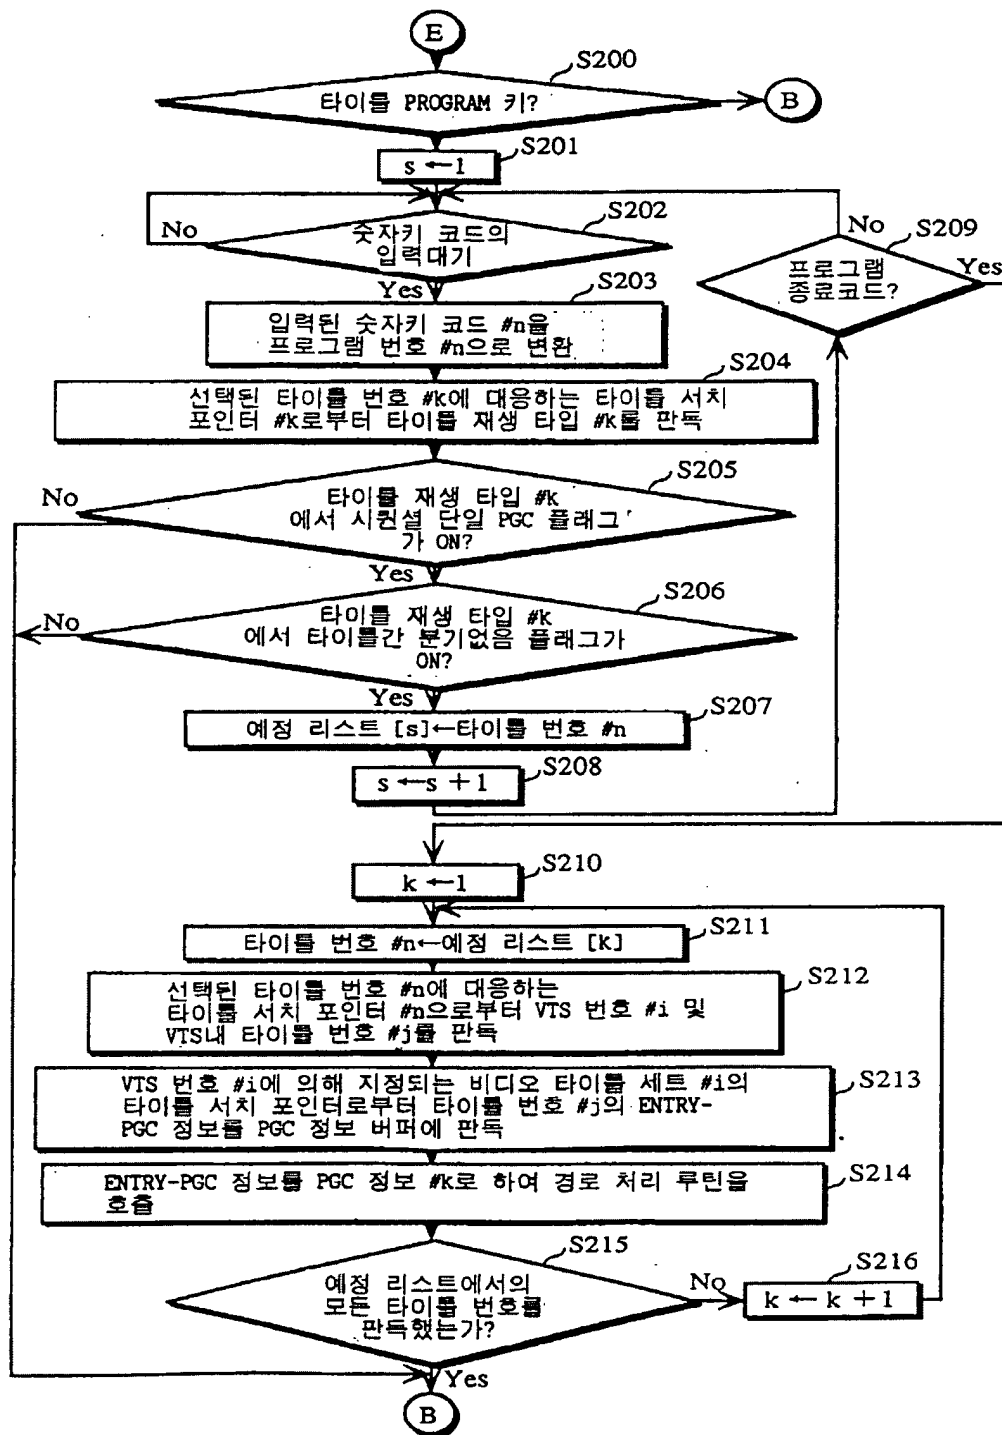 E
S200
타이틀 PROGRAM 키?
B
S201
s ← 1
S202
No
숫자키 코드의
입력대기
Yes
S209
No
프로그램
종료코드?
Yes
S203
입력된 숫자키 코드 #n을
프로그램 번호 #n으로 변환
S204
선택된 타이틀 번호 #k에 대응하는 타이틀 서치
포인터 #k로부터 타이틀 재생 타입 #k를 판독
S205
No
타이틀 재생 타입 #k
에서 시퀀셜 단일 PGC 플래그
가 ON?
Yes
S206
No
타이틀 재생 타입 #k
에서 타이틀간 분기없음 플래그가
ON?
Yes
S207
예정 리스트 [s]←타이틀 번호 #n
S208
s ← s + 1
S210
k ← 1
S211
타이틀 번호 #n←예정 리스트 [k]
S212
선택된 타이틀 번호 #n에 대응하는
타이틀 서치 포인터 #n으로부터 VTS 번호 #i 및
VTS내 타이틀 번호 #j를 판독
S213
VTS 번호 #i에 의해 지정되는 비디오 타이틀 세트 #i의
타이틀 서치 포인터로부터 타이틀 번호 #j의 ENTRY-
PGC 정보를 PGC 정보 버퍼에 판독
S214
ENTRY-PGC 정보를 PGC 정보 #k로 하여 경로 처리 루틴을
호출
S215
예정 리스트에서의
모든 타이틀 번호를
판독했는가?
No
S216
k ← k + 1
Yes
B